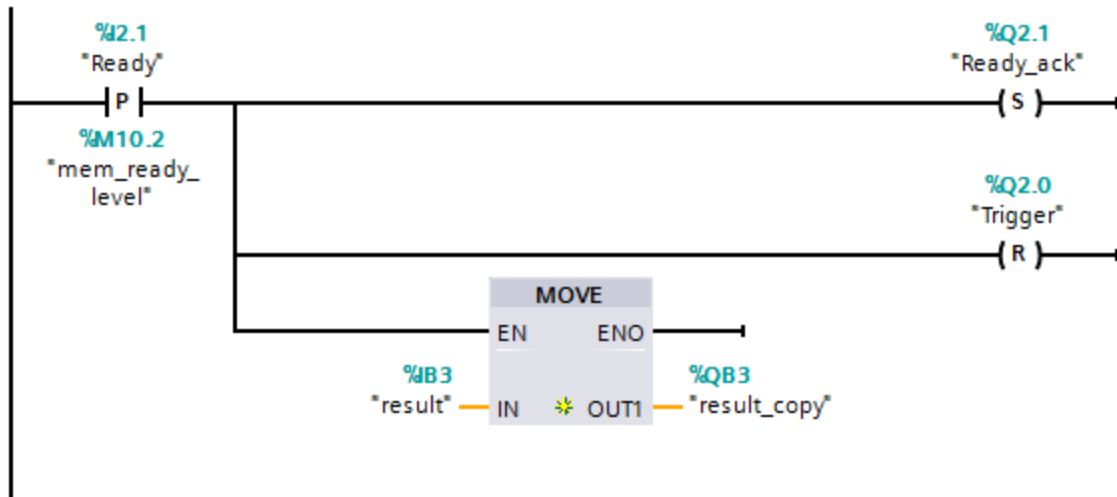 %I2.1
"Ready"
P
%M10.2
"mem_ready_
level"
%Q2.1
"Ready_ack"
S
%Q2.0
"Trigger"
R
MOVE
EN ENO
%IB3
"result"
IN OUT1
%QB3
"result_copy"